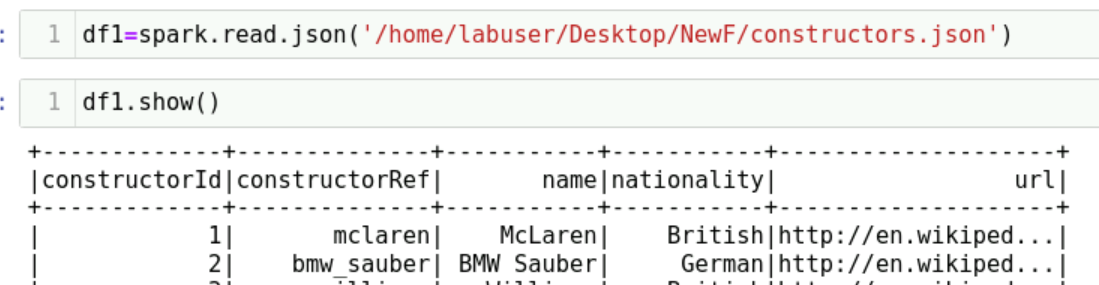 : 1 df1=spark.read.json('/home/labuser/Desktop/NewF/constructors.json')
: 1 df1.show()
+-------------+--------------+-----------+-----------+--------------------+
|constructorId|constructorRef|       name|nationality|                 url|
+-------------+--------------+-----------+-----------+--------------------+
|            1|       mclaren|    McLaren|    British|http://en.wikiped...|
|            2|    bmw_sauber| BMW Sauber|     German|http://en.wikiped...|